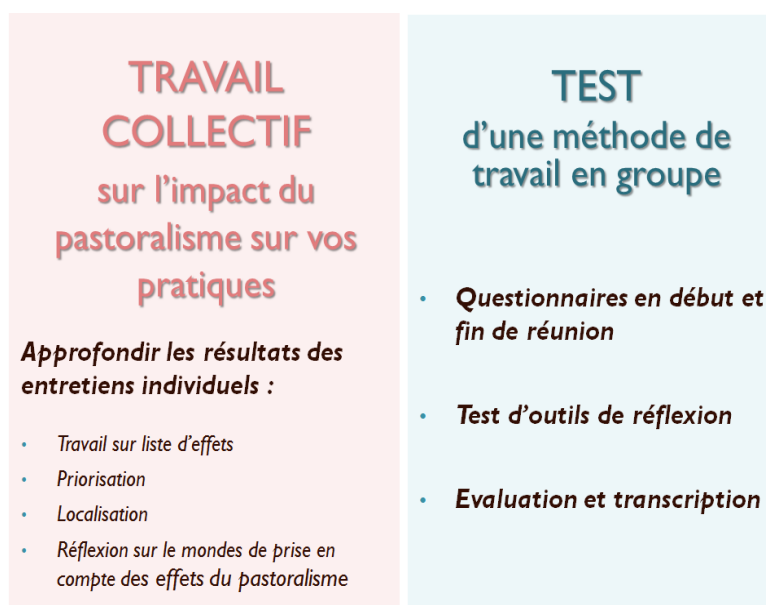 TRAVAIL
COLLECTIF
sur l'impact du
pastoralisme sur vos
pratiques
Approfondir les résultats des
entretiens individuels :
• Travail sur liste d'effets
• Priorisation
• Localisation
• Réflexion sur le mondes de prise en
compte des effets du pastoralisme
TEST
d'une méthode de
travail en groupe
• Questionnaires en début et
fin de réunion
• Test d'outils de réflexion
• Evaluation et transcription